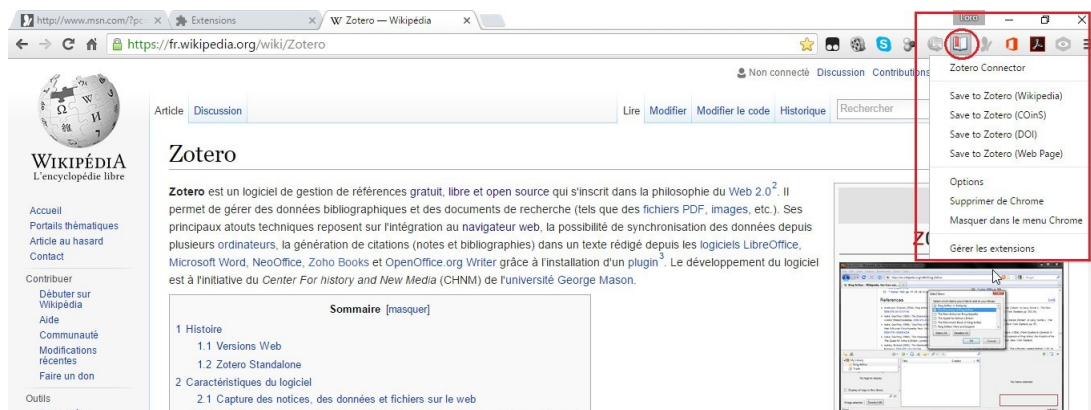 http://www.msn.com/?pc
Extensions
Zotero — Wikipédia
Loro
https://fr.wikipedia.org/wiki/Zotero
Non connecté Discussion Contributions
Article Discussion
Lire Modifier Modifier le code Historique Rechercher
WIKIPÉDIA
L'encyclopédie libre
Accueil
Portails thématiques
Article au hasard
Contact
Contribuer
Débuter sur
Wikipédia
Aide
Communauté
Modifications
récentes
Faire un don
Outils
Zotero
Zotero est un logiciel de gestion de références gratuit, libre et open source qui s'inscrit dans la philosophie du Web 2.0². Il
permet de gérer des données bibliographiques et des documents de recherche (tels que des fichiers PDF, images, etc.). Ses
principaux atouts techniques reposent sur l'intégration au navigateur web, la possibilité de synchronisation des données depuis
plusieurs ordinateurs, la génération de citations (notes et bibliographies) dans un texte rédigé depuis les logiciels LibreOffice,
Microsoft Word, NeoOffice, Zoho Books et OpenOffice.org Writer grâce à l'installation d'un plugin³. Le développement du logiciel
est à l'initiative du Center For history and New Media (CHNM) de l'université George Mason.
Sommaire [masquer]
1 Histoire
1.1 Versions Web
1.2 Zotero Standalone
2 Caractéristiques du logiciel
2.1 Capture des notices, des données et fichiers sur le web
Zotero Connector
Save to Zotero (Wikipedia)
Save to Zotero (COinS)
Save to Zotero (DOI)
Save to Zotero (Web Page)
Options
Supprimer de Chrome
Masquer dans le menu Chrome
Gérer les extensions
References